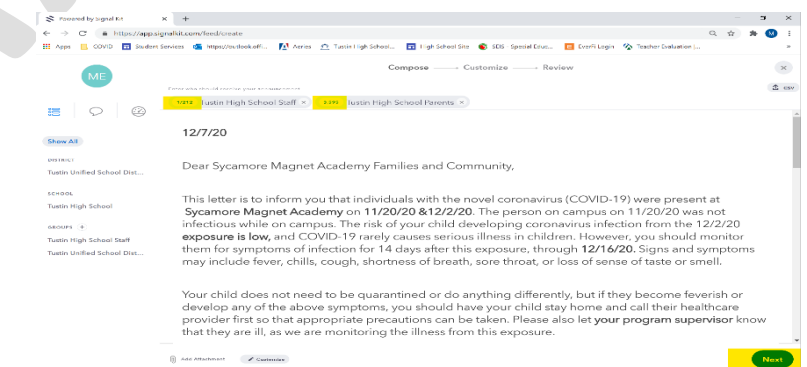 Powered by Signal Kit
https://app.signalkit.com/feed/create
Apps COVID Student Services https://outlook.offi... Aeries Tustin High School... High School Site SDS - Special Educ... EverFi Login Teacher Evaluation (...
ME
Compose Customize Review
csv
Tustin High School Staff Tustin High School Parents
Show All
DISTRICT
Tustin Unified School Dist...
SCHOOL
Tustin High School
GROUPS +
Tustin High School Staff
Tustin Unified School Dist...
12/7/20
Dear Sycamore Magnet Academy Families and Community,
This letter is to inform you that individuals with the novel coronavirus (COVID-19) were present at
Sycamore Magnet Academy on 11/20/20 &12/2/20. The person on campus on 11/20/20 was not
infectious while on campus. The risk of your child developing coronavirus infection from the 12/2/20
exposure is low, and COVID-19 rarely causes serious illness in children. However, you should monitor
them for symptoms of infection for 14 days after this exposure, through 12/16/20. Signs and symptoms
may include fever, chills, cough, shortness of breath, sore throat, or loss of sense of taste or smell.
Your child does not need to be quarantined or do anything differently, but if they become feverish or
develop any of the above symptoms, you should have your child stay home and call their healthcare
provider first so that appropriate precautions can be taken. Please also let your program supervisor know
that they are ill, as we are monitoring the illness from this exposure.
Add Attachment Customize
Next